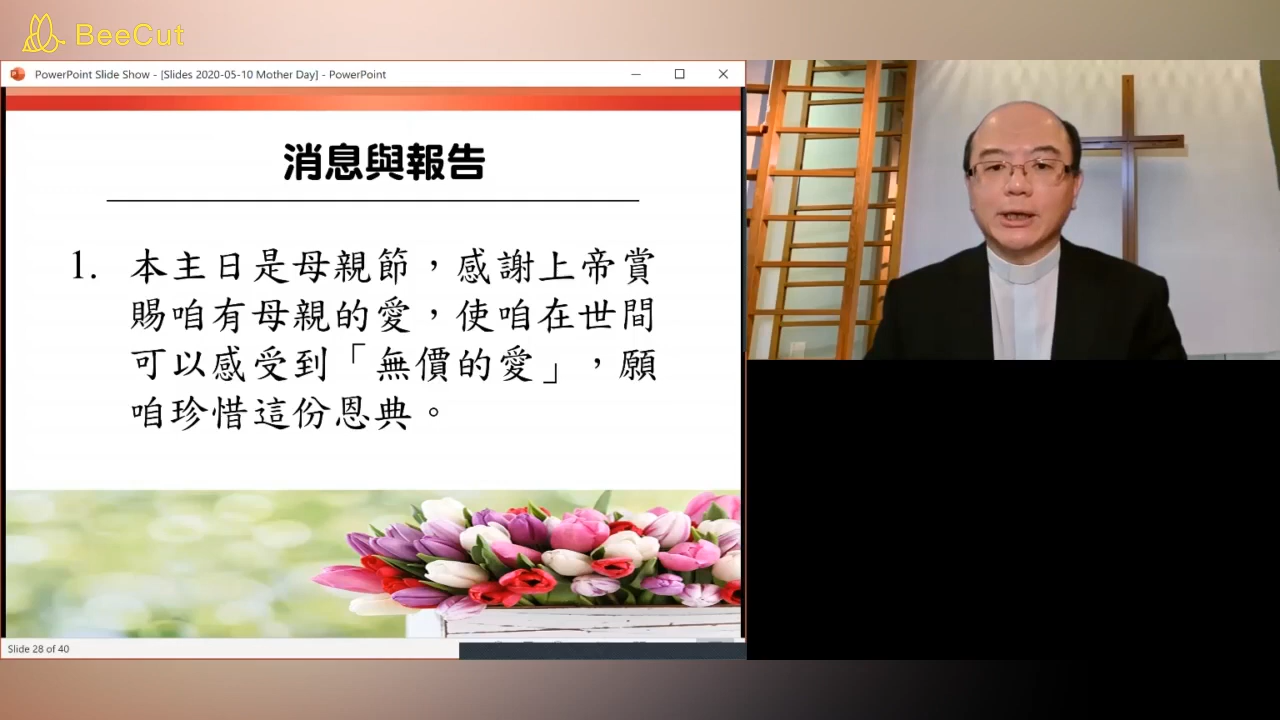 BeeCut
PowerPoint Slide Show - [Slides 2020-05-10 Mother Day] - PowerPoint
消息與報告
1. 本主日是母親節，感謝上帝賞
賜咱有母親的愛，使咱在世間
可以感受到「無價的愛」，願
咱珍惜這份恩典。
Slide 28 of 40